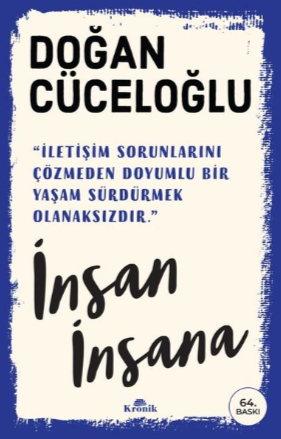 DOĞAN
CÜCELOĞLU
“İLETİŞİM SORUNLARINI
ÇÖZMEDEN DOYUMLU BİR
YAŞAM SÜRDÜRMEK
OLANAKSIZDIR.”
İnsan
İnsana
Kronik
64.
BASKI